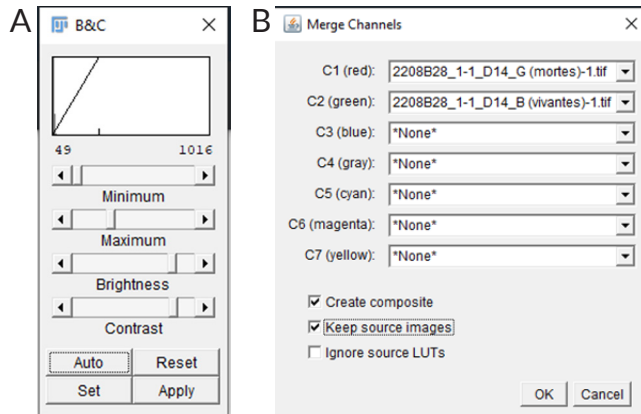 A
B&C
49 1016
Minimum
Maximum
Brightness
Contrast
Auto Reset
Set Apply
B
Merge Channels
C1 (red): 2208B28_1-1_D14_G (mortes)-1.tif
C2 (green): 2208B28_1-1_D14_B (vivantes)-1.tif
C3 (blue): *None*
C4 (gray): *None*
C5 (cyan): *None*
C6 (magenta): *None*
C7 (yellow): *None*
Create composite
Keep source images
Ignore source LUTs
OK Cancel